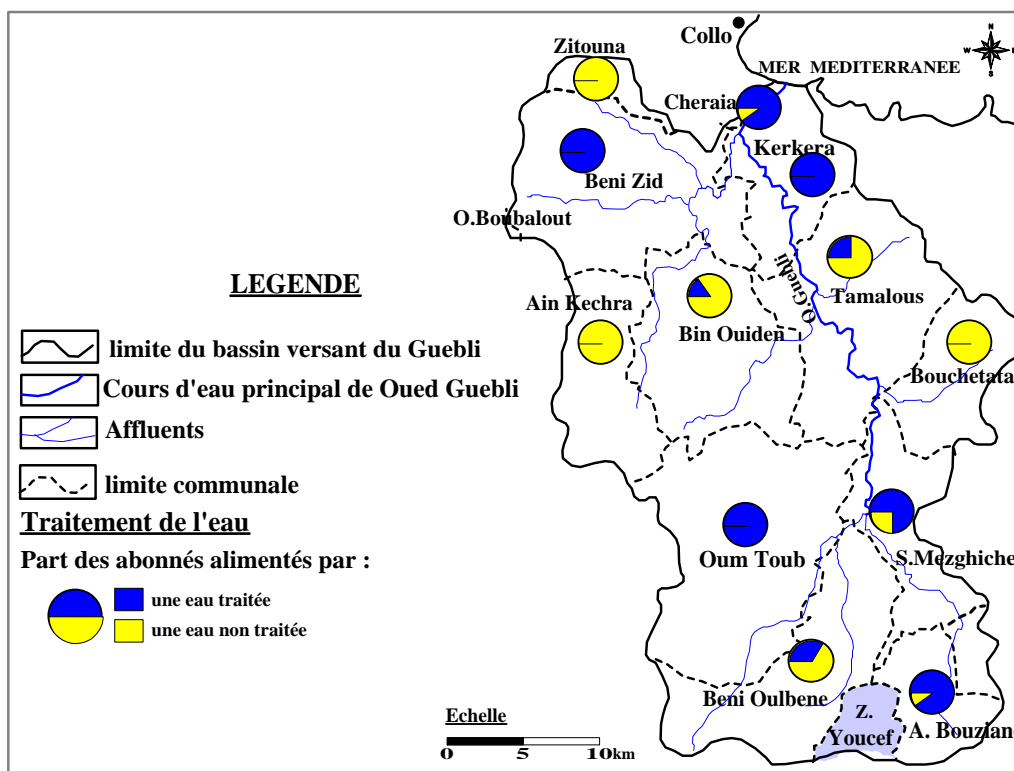 Collo
N
W E
S
Zitouna
MER MEDITERRANEE
Cheraia
Kerkera
Beni Zid
O.Boubalout
O.Guebli
Tamalous
LEGENDE
Ain Kechra
Bin Ouiden
limite du bassin versant du Guebli
Bouchetata
Cours d'eau principal de Oued Guebli
Affluents
limite communale
Traitement de l'eau
Part des abonnés alimentés par :
Oum Toub
S.Mezghiche
une eau traitée
une eau non traitée
Beni Oulbene
Z.
Youcef
A. Bouziane
Echelle
0 5 10km